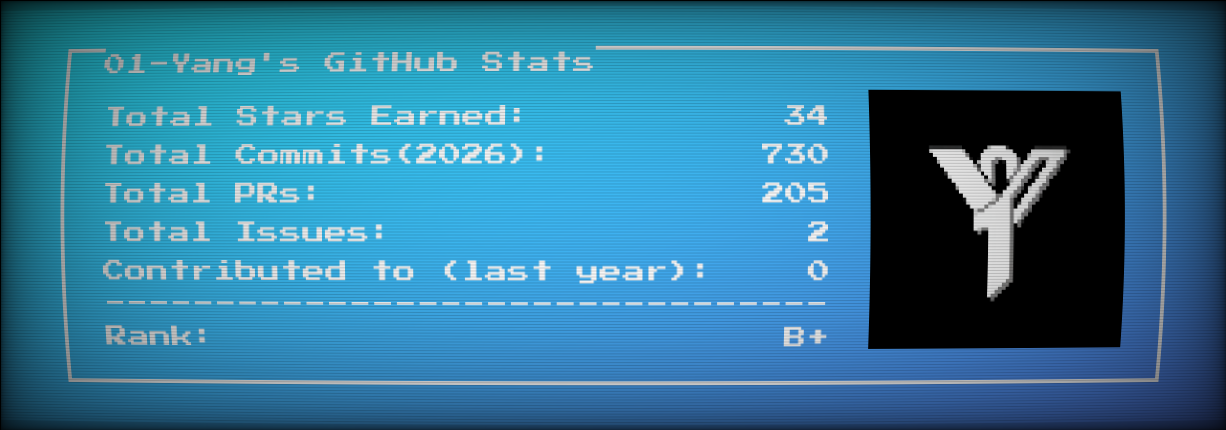 01-Yang's GitHub Stats
Total Stars Earned: 34
Total Commits(2026): 730
Total PRs: 205
Total Issues: 2
Contributed to (last year): 0
Rank: B+